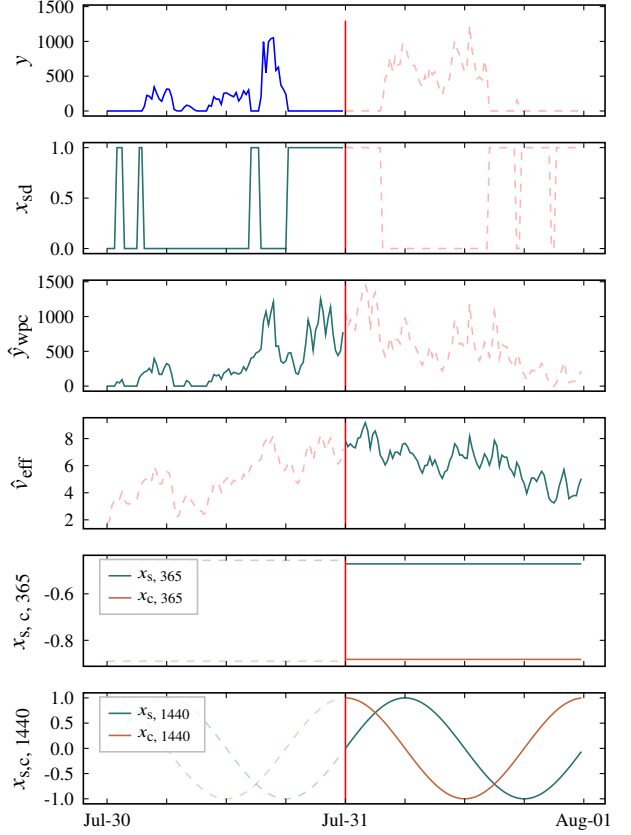 1500
1000
500
0
y
1.0
0.5
0.0
x_sd
1500
1000
500
0
ŷ_wpc
8
6
4
2
v̂_eff
-0.6
-0.8
x_s, c, 365
x_s, 365
x_c, 365
1.0
0.5
0.0
-0.5
-1.0
x_s,c, 1440
x_s, 1440
x_c, 1440
Jul-30 Jul-31 Aug-01